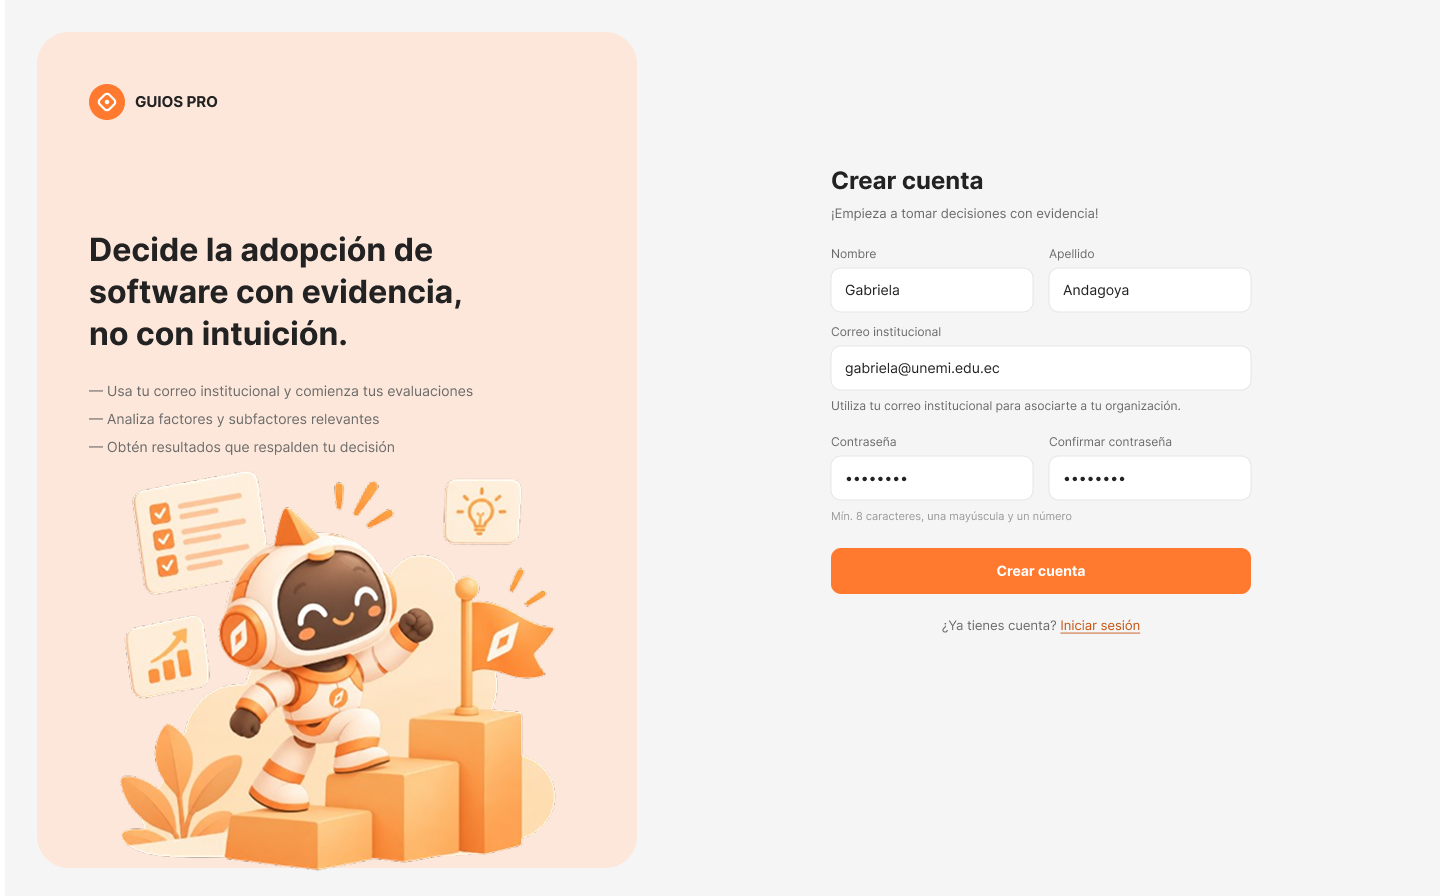 GUIOS PRO
Decide la adopción de
software con evidencia,
no con intuición.
— Usa tu correo institucional y comienza tus evaluaciones
— Analiza factores y subfactores relevantes
— Obtén resultados que respalden tu decisión
Crear cuenta
¡Empieza a tomar decisiones con evidencia!
Nombre
Apellido
Gabriela
Andagoya
Correo institucional
gabriela@unemi.edu.ec
Utiliza tu correo institucional para asociarte a tu organización.
Contraseña
Confirmar contraseña
••••••••
••••••••
Mín. 8 caracteres, una mayúscula y un número
Crear cuenta
¿Ya tienes cuenta? Iniciar sesión